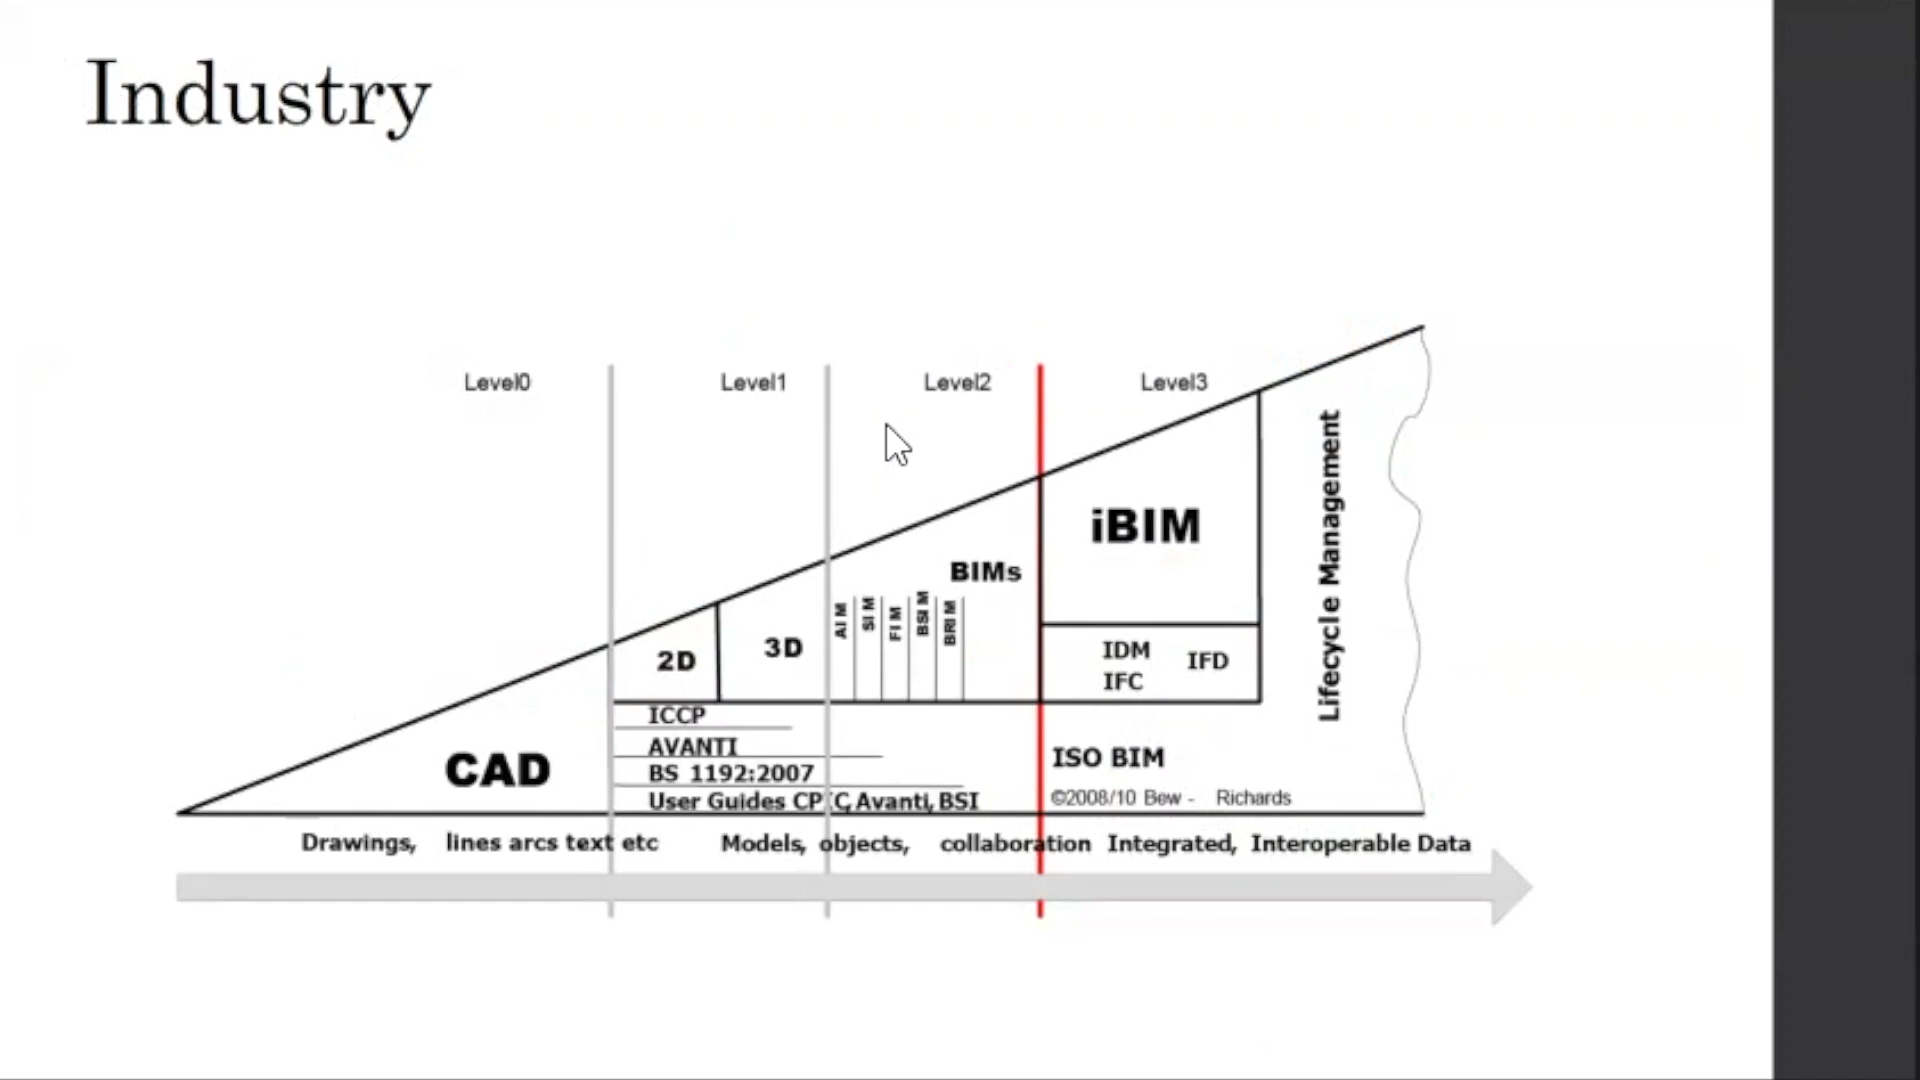 Industry
Level0
Level1
Level2
Level3
iBIM
BIMs
AI M
SI M
FI M
BSI M
BRI M
2D
3D
IDM
IFD
IFC
Lifecycle Management
ICCP
AVANTI
BS 1192:2007
User Guides CPIC, Avanti, BSI
CAD
ISO BIM
©2008/10 Bew - Richards
Drawings, lines arcs text etc
Models, objects, collaboration
Integrated, Interoperable Data